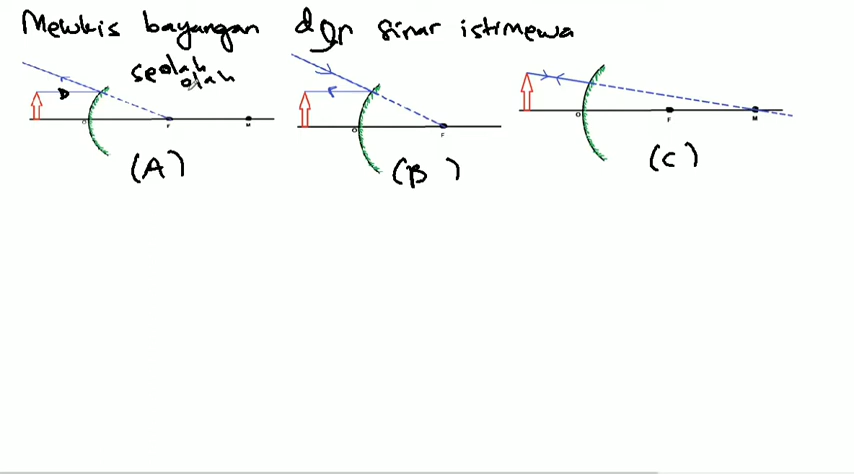 Melukis bayangan dgn sinar istimewa
seolah
olah
O F M
O F
O F M
(A)
(B)
(C)